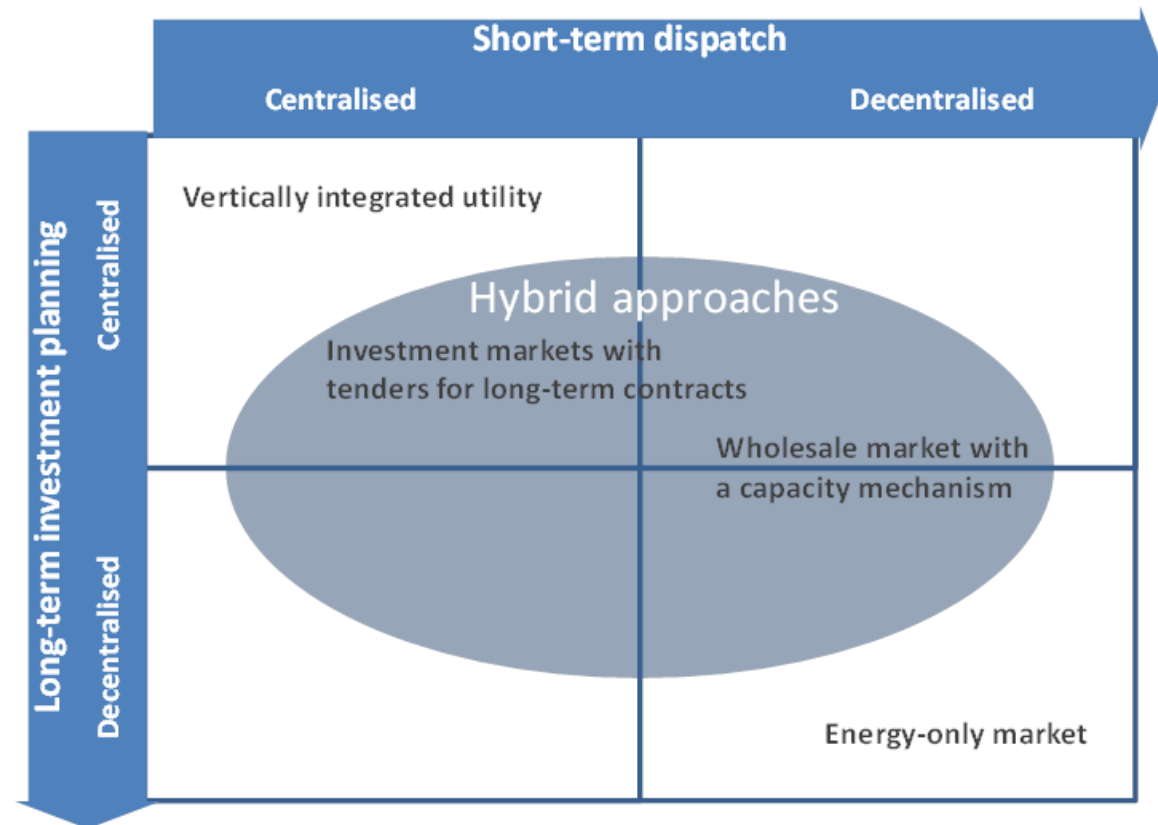 Short-term dispatch
Centralised
Decentralised
Long-term investment planning
Centralised
Decentralised
Vertically integrated utility
Hybrid approaches
Investment markets with
tenders for long-term contracts
Wholesale market with
a capacity mechanism
Energy-only market